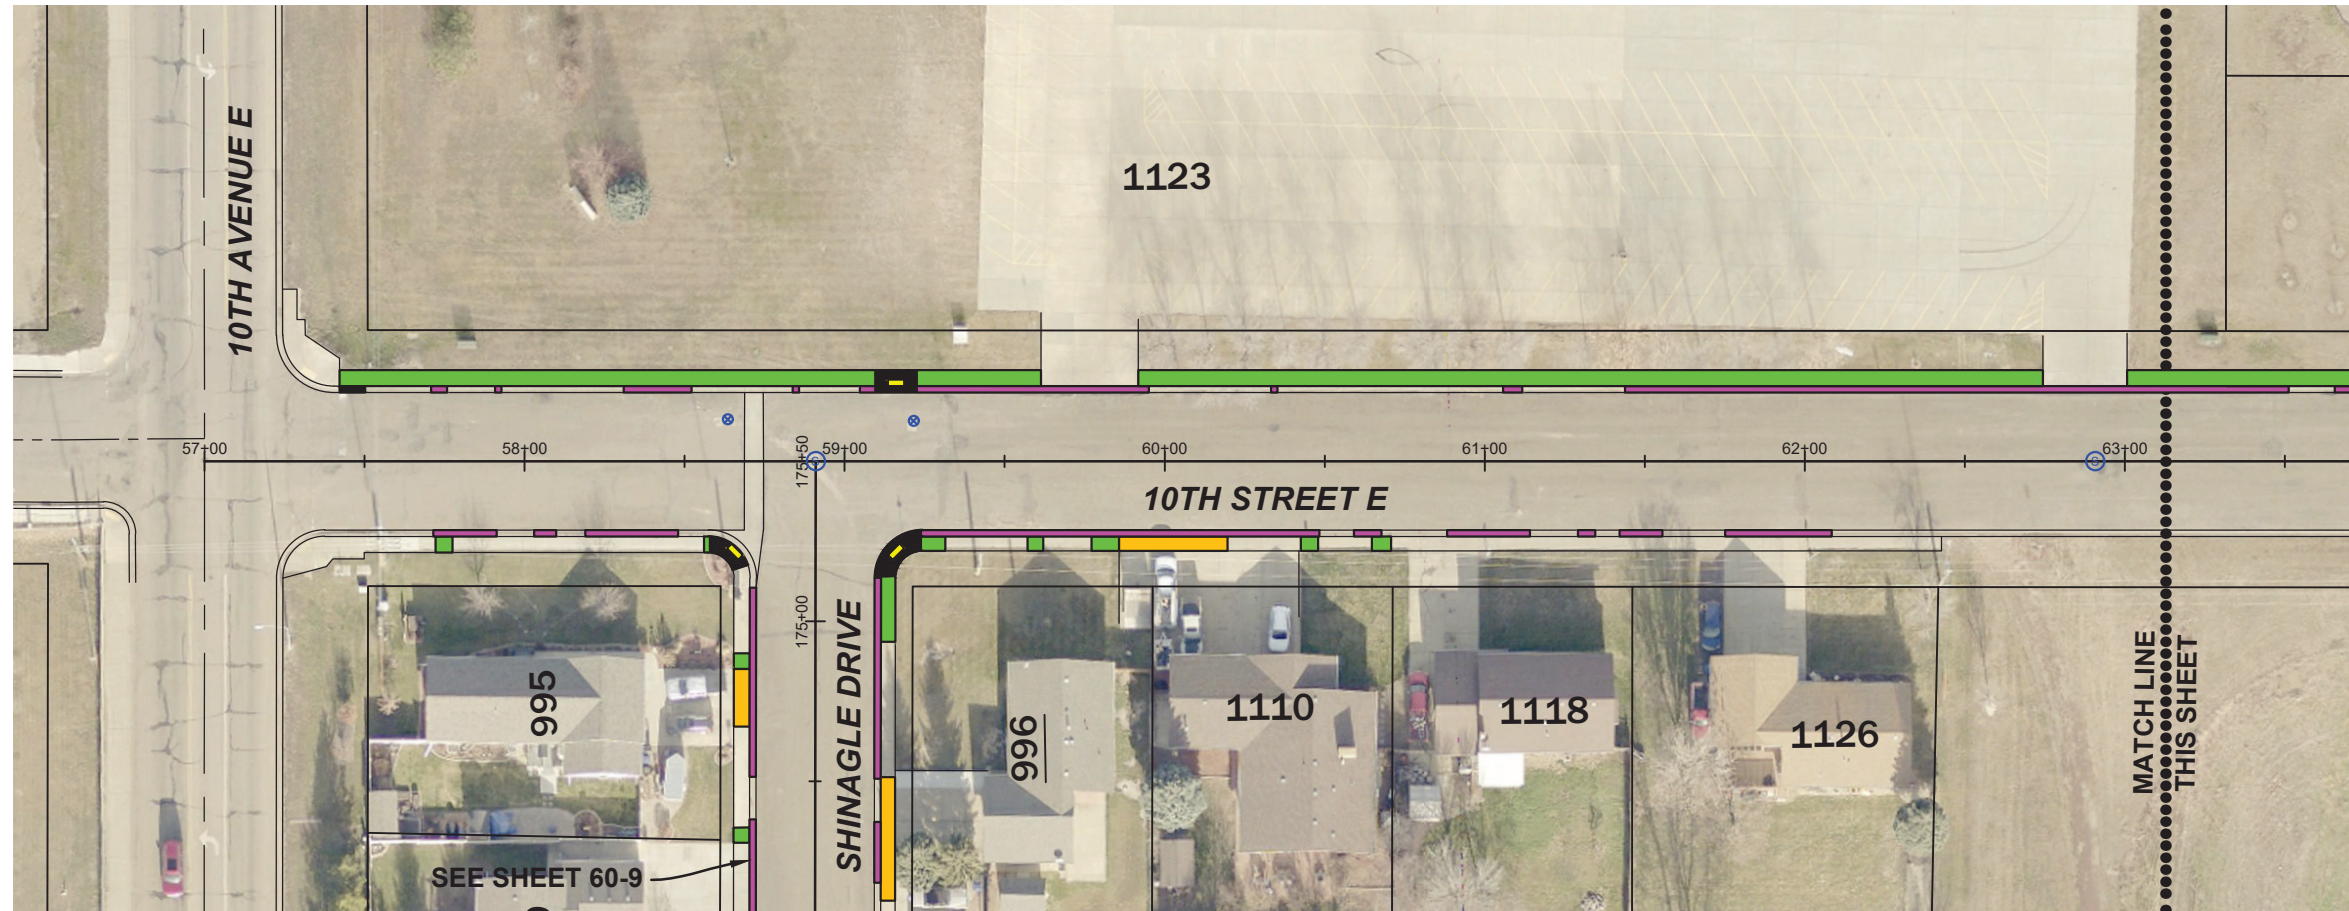 10TH AVENUE E
1123
57+00
58+00
59+00
60+00
61+00
62+00
63+00
175+50
10TH STREET E
175+00
SHINAGLE DRIVE
995
996
1110
1118
1126
MATCH LINE
THIS SHEET
SEE SHEET 60-9